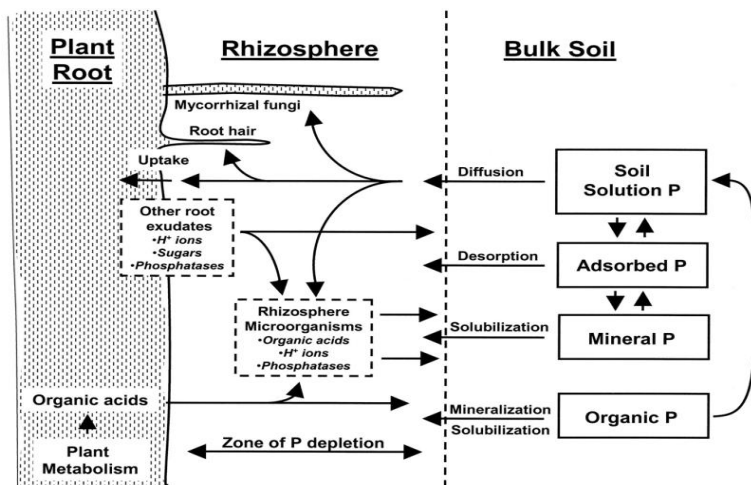 Plant
Root
Rhizosphere
Bulk Soil
Mycorrhizal fungi
Root hair
Uptake
Diffusion
Soil
Solution P
Other root
exudates
•H+ ions
•Sugars
•Phosphatases
Desorption
Adsorbed P
Rhizosphere
Microorganisms
•Organic acids
•H+ ions
•Phosphatases
Solubilization
Mineral P
Organic acids
Mineralization
Solubilization
Organic P
Plant
Metabolism
Zone of P depletion